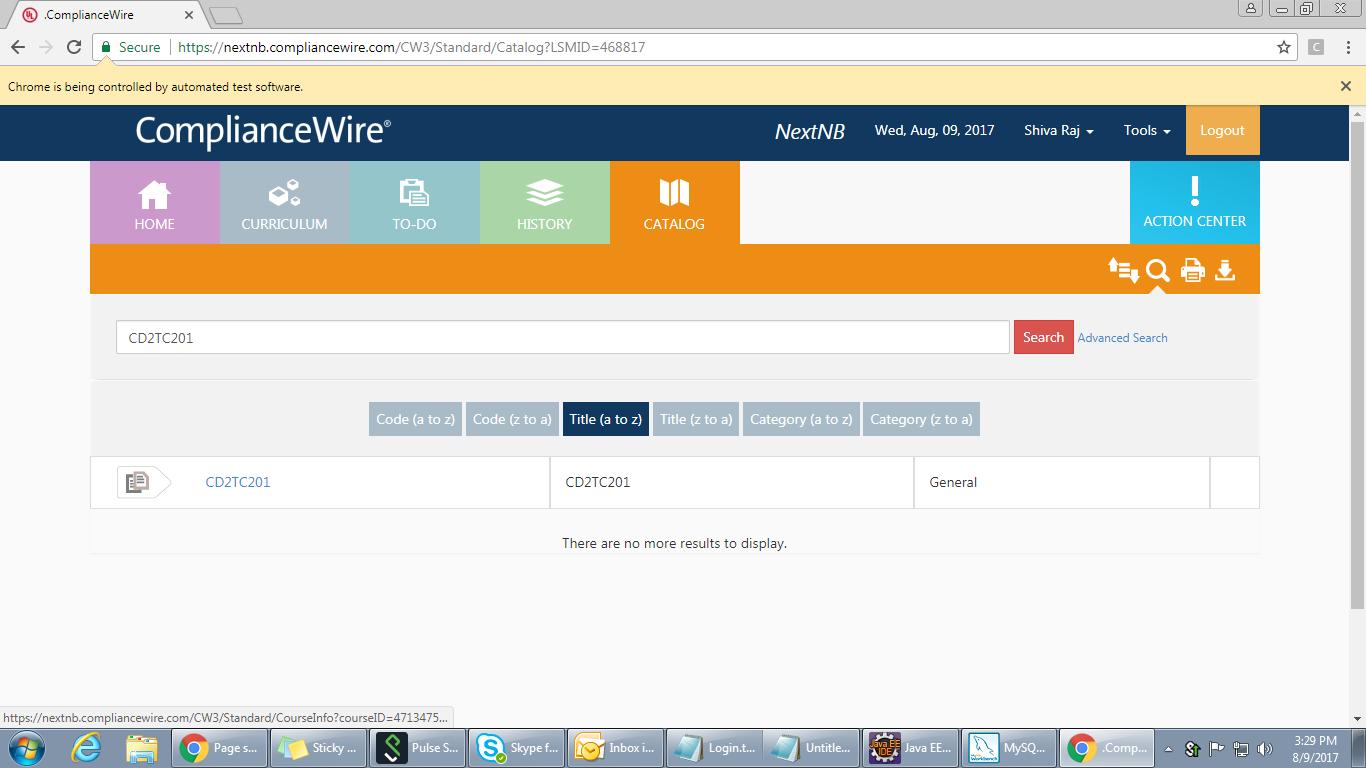 .ComplianceWire
Secure https://nextnb.compliancewire.com/CW3/Standard/Catalog?LSMID=468817
Chrome is being controlled by automated test software.
ComplianceWire® NextNB Wed, Aug, 09, 2017 Shiva Raj Tools Logout
HOME CURRICULUM TO-DO HISTORY CATALOG ACTION CENTER
CD2TC201 Search Advanced Search
Code (a to z) Code (z to a) Title (a to z) Title (z to a) Category (a to z) Category (z to a)
CD2TC201 CD2TC201 General
There are no more results to display.
https://nextnb.compliancewire.com/CW3/Standard/CourseInfo?courseID=4713475...
Page s... Sticky ... Pulse S... Skype f... Inbox i... Login.t... Untitle... Java EE... MySQ... .Comp... 3:29 PM
8/9/2017